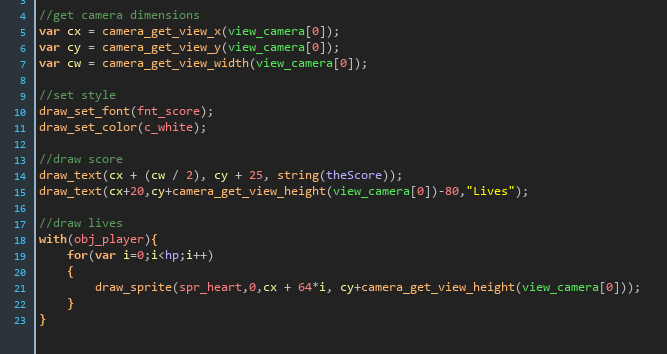 3
4 //get camera dimensions
5 var cx = camera_get_view_x(view_camera[0]);
6 var cy = camera_get_view_y(view_camera[0]);
7 var cw = camera_get_view_width(view_camera[0]);
8
9 //set style
10 draw_set_font(fnt_score);
11 draw_set_color(c_white);
12
13 //draw score
14 draw_text(cx + (cw / 2), cy + 25, string(theScore));
15 draw_text(cx+20,cy+camera_get_view_height(view_camera[0])-80,"Lives");
16
17 //draw lives
18 with(obj_player){
19     for(var i=0;i<hp;i++)
20     {
21         draw_sprite(spr_heart,0,cx + 64*i, cy+camera_get_view_height(view_camera[0]));
22     }
23 }